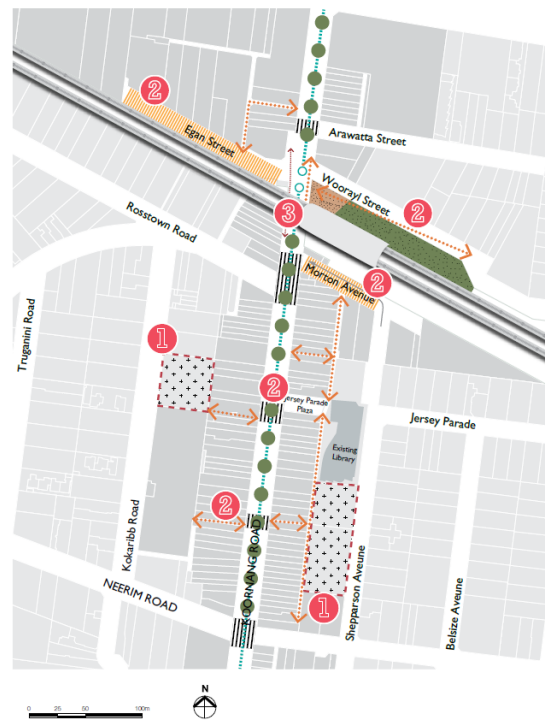 2
Egan Street
Arawatta Street
Woorayl Street
2
3
Rosstown Road
Morton Avenue
2
Truganini Road
1
2
Jersey Parade
Plaza
Jersey Parade
Existing
Library
2
Kokaribb Road
KOORNANG ROAD
NEERIM ROAD
1
Shepparson Aveune
Belsize Aveune
N
0 25 50 100m